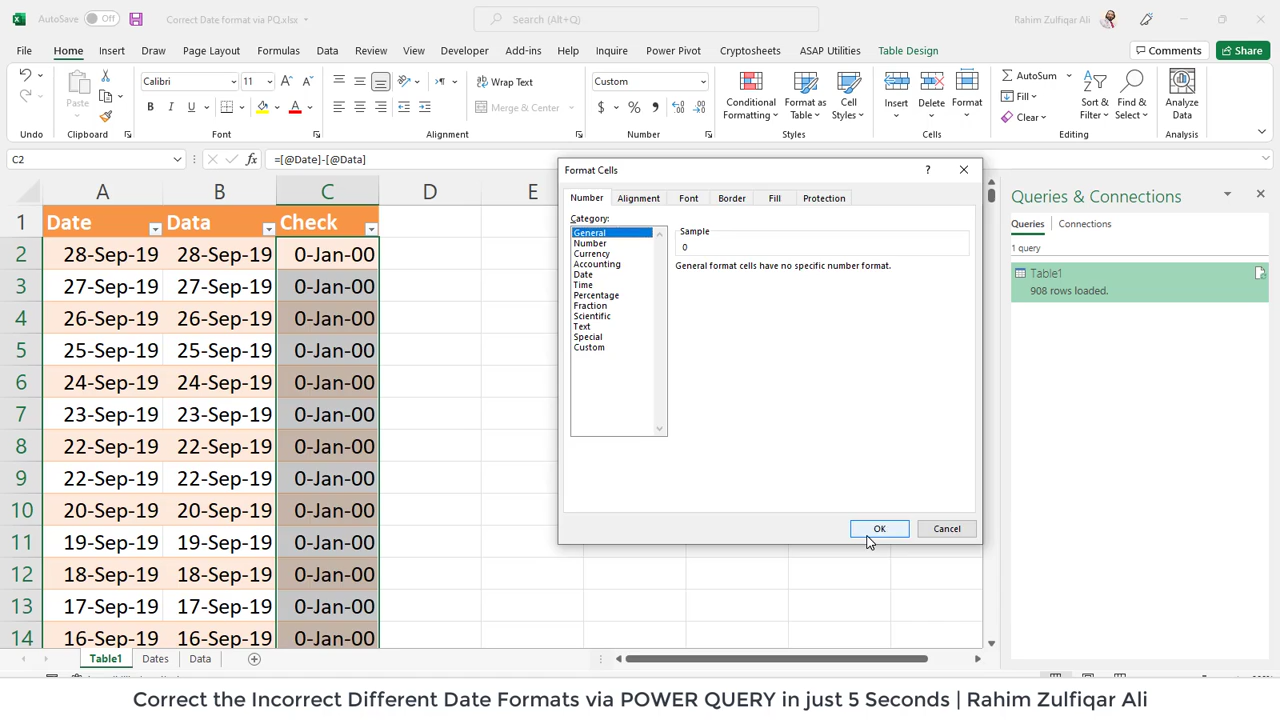 AutoSave Off Correct Date format via PQ.xlsx Search (Alt+Q) Rahim Zulfiqar Ali
File Home Insert Draw Page Layout Formulas Data Review View Developer Add-ins Help Inquire Power Pivot Cryptosheets ASAP Utilities Table Design Comments Share
Paste Calibri 11 Wrap Text Custom Conditional Formatting Format as Table Cell Styles Insert Delete Format AutoSum Sort & Filter Find & Select Analyze Data
B I U Merge & Center $ % Fill
Clear
Undo Clipboard Font Alignment Number Styles Cells Editing Analysis
C2 fx =[@Date]-[@Data]
A B C D E
1 Date Data Check
2 28-Sep-19 28-Sep-19 0-Jan-00
3 27-Sep-19 27-Sep-19 0-Jan-00
4 26-Sep-19 26-Sep-19 0-Jan-00
5 25-Sep-19 25-Sep-19 0-Jan-00
6 24-Sep-19 24-Sep-19 0-Jan-00
7 23-Sep-19 23-Sep-19 0-Jan-00
8 22-Sep-19 22-Sep-19 0-Jan-00
9 22-Sep-19 22-Sep-19 0-Jan-00
10 20-Sep-19 20-Sep-19 0-Jan-00
11 19-Sep-19 19-Sep-19 0-Jan-00
12 18-Sep-19 18-Sep-19 0-Jan-00
13 17-Sep-19 17-Sep-19 0-Jan-00
14 16-Sep-19 16-Sep-19 0-Jan-00
Format Cells ?
Number Alignment Font Border Fill Protection
Category:
General
Number
Currency
Accounting
Date
Time
Percentage
Fraction
Scientific
Text
Special
Custom
Sample
0
General format cells have no specific number format.
OK Cancel
Queries & Connections
Queries Connections
1 query
Table1
908 rows loaded.
Table1 Dates Data
Correct the Incorrect Different Date Formats via POWER QUERY in just 5 Seconds | Rahim Zulfiqar Ali